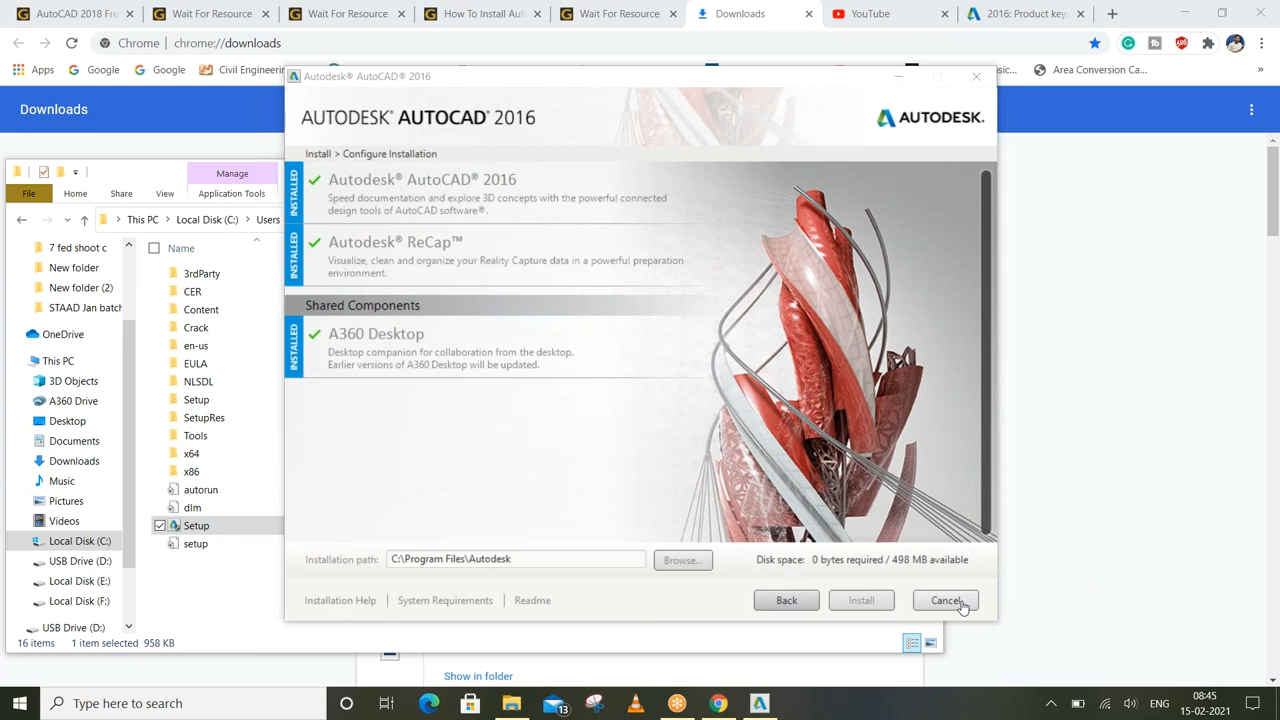 AutoCAD 2018 Fre
Wait For Resource
Wait For Resource
How To Install Aut
Wait For Resource
Downloads
YouTube
2016: Product keys
Chrome | chrome://downloads
Apps
Google
Google
Civil Engineerin
sic...
Area Conversion Ca...
»
Downloads
Autodesk® AutoCAD® 2016
AUTODESK® AUTOCAD® 2016
AUTODESK.
Install > Configure Installation
INSTALLED
Autodesk® AutoCAD® 2016
Speed documentation and explore 3D concepts with the powerful connected
design tools of AutoCAD software®.
INSTALLED
Autodesk® ReCap™
Visualize, clean and organize your Reality Capture data in a powerful preparation
environment.
Shared Components
INSTALLED
A360 Desktop
Desktop companion for collaboration from the desktop.
Earlier versions of A360 Desktop will be updated.
Installation path:
C:\Program Files\Autodesk
Browse...
Disk space: 0 bytes required / 498 MB available
Installation Help | System Requirements | Readme
Back
Install
Cancel
Manage
File
Home
Share
View
Application Tools
This PC
Local Disk (C:)
Users
7 fed shoot c
New folder
New folder (2)
STAAD Jan batch
OneDrive
This PC
3D Objects
A360 Drive
Desktop
Documents
Downloads
Music
Pictures
Videos
Local Disk (C:)
USB Drive (D:)
Local Disk (E:)
Local Disk (F:)
USB Drive (D:)
Name
3rdParty
CER
Content
Crack
en-us
EULA
NLSDL
Setup
SetupRes
Tools
x64
x86
autorun
dlm
Setup
setup
16 items
1 item selected 958 KB
Show in folder
Type here to search
13
ENG
08:45
15-02-2021